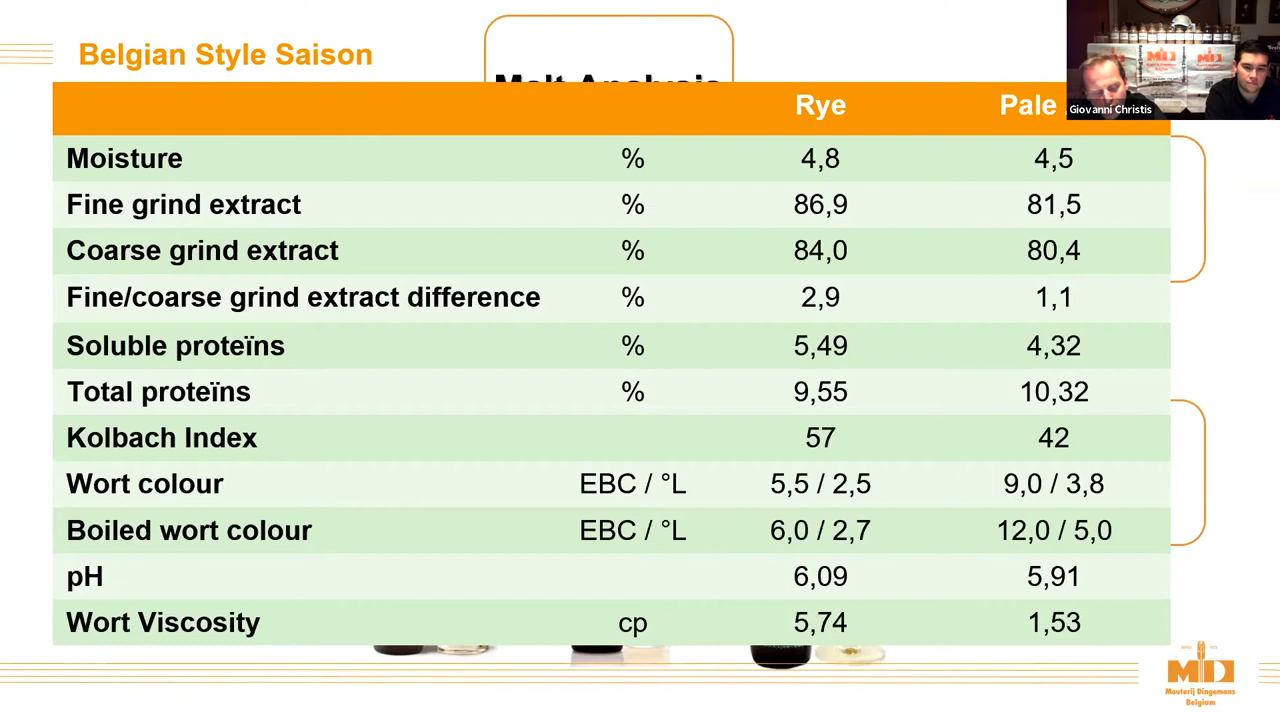 Belgian Style Saison
Malt Analysis
Rye Pale
Giovanni Christis
Moisture % 4,8 4,5
Fine grind extract % 86,9 81,5
Coarse grind extract % 84,0 80,4
Fine/coarse grind extract difference % 2,9 1,1
Soluble proteïns % 5,49 4,32
Total proteïns % 9,55 10,32
Kolbach Index 57 42
Wort colour EBC / °L 5,5 / 2,5 9,0 / 3,8
Boiled wort colour EBC / °L 6,0 / 2,7 12,0 / 5,0
pH 6,09 5,91
Wort Viscosity cp 5,74 1,53
MD
Mouterij Dingemans
Belgium